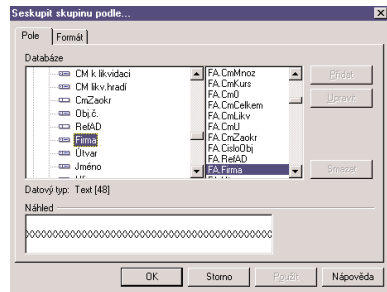 Seskupit skupinu podle...
Pole Formát
Databáze
CM k likvidaci
CM likv.hradí
CmZaokr
Obj.č.
RefAD
Firma
Útvar
Jméno
FA.CmMnoz
FA.CmKurs
FA.Cm0
FA.CmCelkem
FA.CmLikv
FA.CmU
FA.CmZaokr
FA.CisloObj
FA.RefAD
FA.Firma
Přidat
Upravit
Smazat
Datový typ: Text [48]
Náhled
OK Storno Použít Nápověda